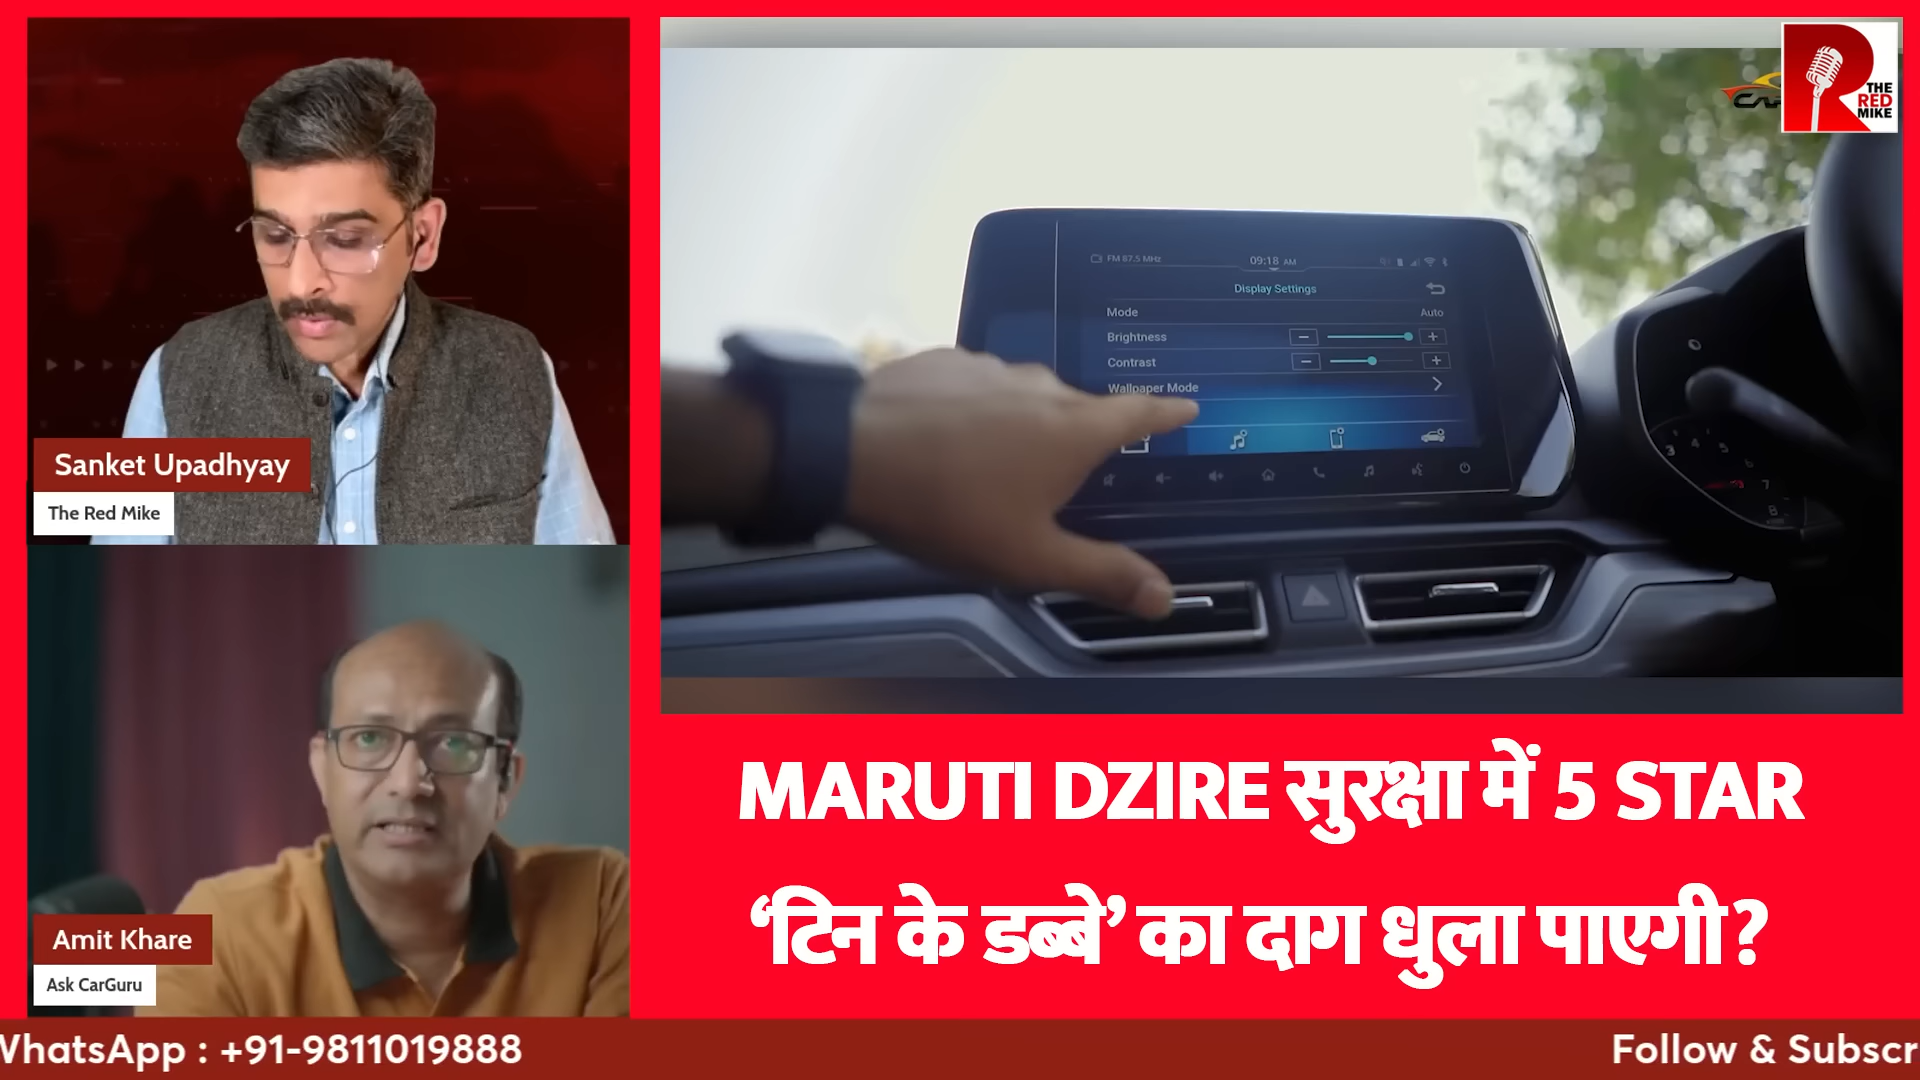 Sanket Upadhyay
The Red Mike
Amit Khare
Ask CarGuru
THE
RED
MIKE
FM 87.5 MHz
09:18 AM
Display Settings
Mode
Auto
Brightness
Contrast
Wallpaper Mode
MARUTI DZIRE सुरक्षा में 5 STAR
‘टिन के डब्बे’ का दाग धुला पाएगी?
WhatsApp : +91-9811019888
Follow & Subscr